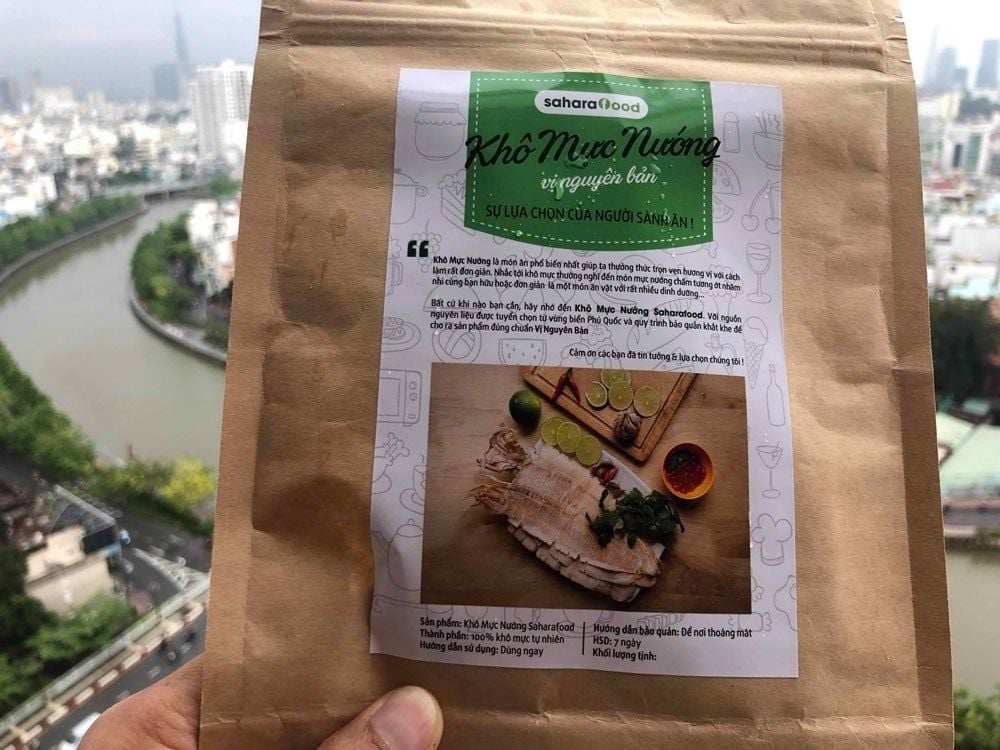 saharafood
Khô Mực Nướng
vị nguyên bản
SỰ LỰA CHỌN CỦA NGƯỜI SÀNH ĂN !
Khô Mực Nướng là món ăn phổ biến nhất giúp ta thưởng thức trọn vẹn hương vị với cách
làm rất đơn giản. Nhắc tới khô mực thường nghĩ đến món mực nướng chấm tương ớt nhâm
nhi cùng bạn hữu hoặc đơn giản là một món ăn vặt với rất nhiều dinh dưỡng...
Bất cứ khi nào bạn cần, hãy nhớ đến Khô Mực Nướng Saharafood. Với nguồn
nguyên liệu được tuyển chọn từ vùng biển Phú Quốc và quy trình bảo quản khắt khe để
cho ra sản phẩm đúng chuẩn Vị Nguyên Bản
Cảm ơn các bạn đã tin tưởng & lựa chọn chúng tôi !
Sản phẩm: Khô Mực Nướng Saharafood
Thành phần: 100% khô mực tự nhiên
Hướng dẫn sử dụng: Dùng ngay
Hướng dẫn bảo quản: Để nơi thoáng mát
HSD: 7 ngày
Khối lượng tịnh: